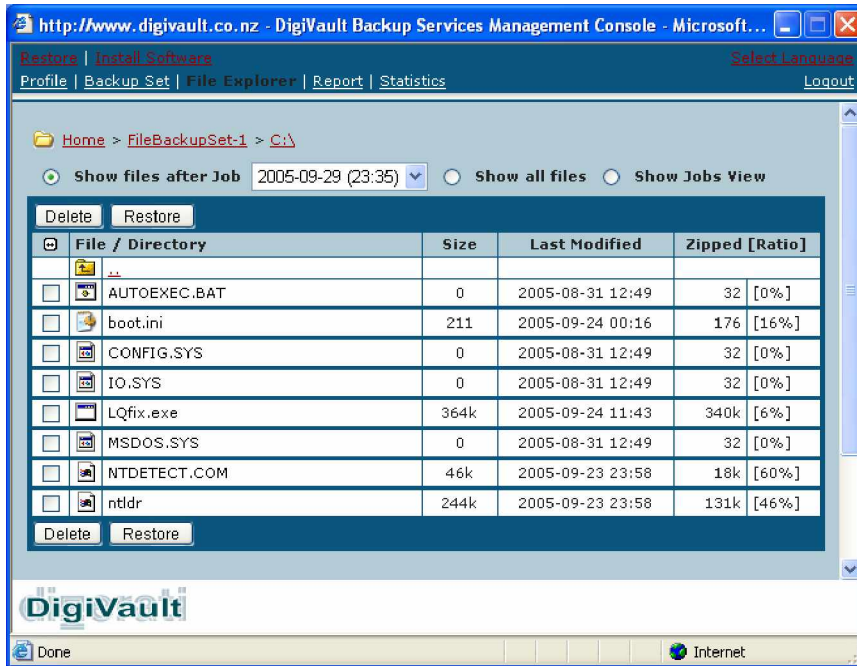 http://www.digivault.co.nz - DigiVault Backup Services Management Console - Microsoft...
Restore | Install Software Select Language
Profile | Backup Set | File Explorer | Report | Statistics Logout
Home > FileBackupSet-1 > C:\
Show files after Job 2005-09-29 (23:35) Show all files Show Jobs View
Delete Restore
File / Directory Size Last Modified Zipped [Ratio]
..
AUTOEXEC.BAT 0 2005-08-31 12:49 32 [0%]
boot.ini 211 2005-09-24 00:16 176 [16%]
CONFIG.SYS 0 2005-08-31 12:49 32 [0%]
IO.SYS 0 2005-08-31 12:49 32 [0%]
LQfix.exe 364k 2005-09-24 11:43 340k [6%]
MSDOS.SYS 0 2005-08-31 12:49 32 [0%]
NTDETECT.COM 46k 2005-09-23 23:58 18k [60%]
ntldr 244k 2005-09-23 23:58 131k [46%]
Delete Restore
DigiVault
Done Internet